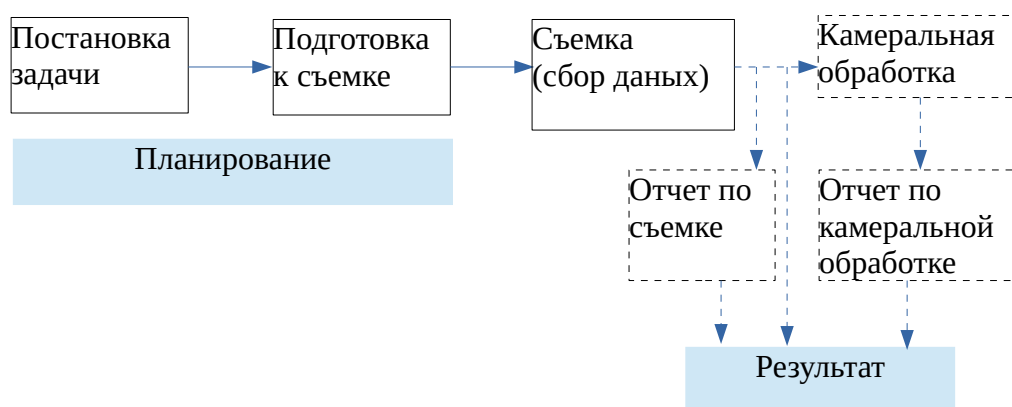 Постановка
задачи
Подготовка
к съемке
Съемка
(сбор даных)
Камеральная
обработка
Планирование
Отчет по
съемке
Отчет по
камеральной
обработке
Результат